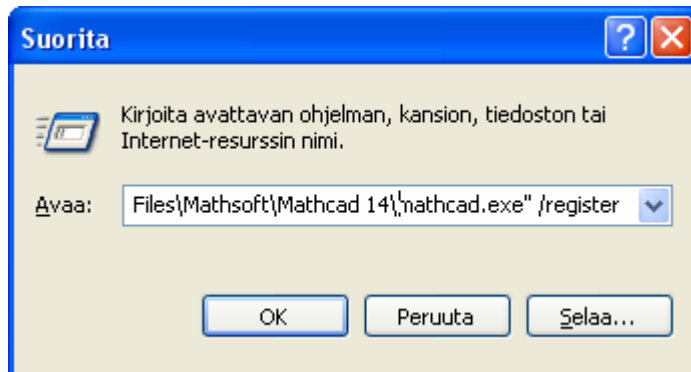 Suorita
Kirjoita avattavan ohjelman, kansion, tiedoston tai
Internet-resurssin nimi.
Avaa: Files\Mathsoft\Mathcad 14\mathcad.exe" /register
OK Peruuta Selaa...